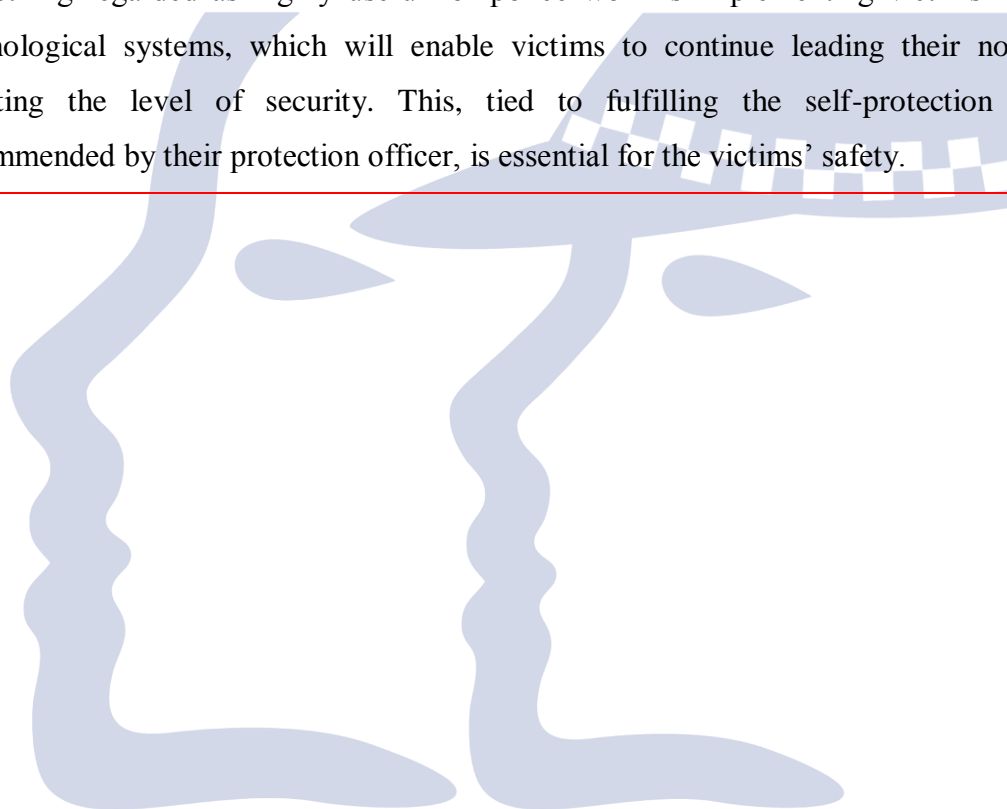 hological systems, which will enable victims to continue leading their no
ting the level of security. This, tied to fulfilling the self-protection
mmended by their protection officer, is essential for the victims’ safety.